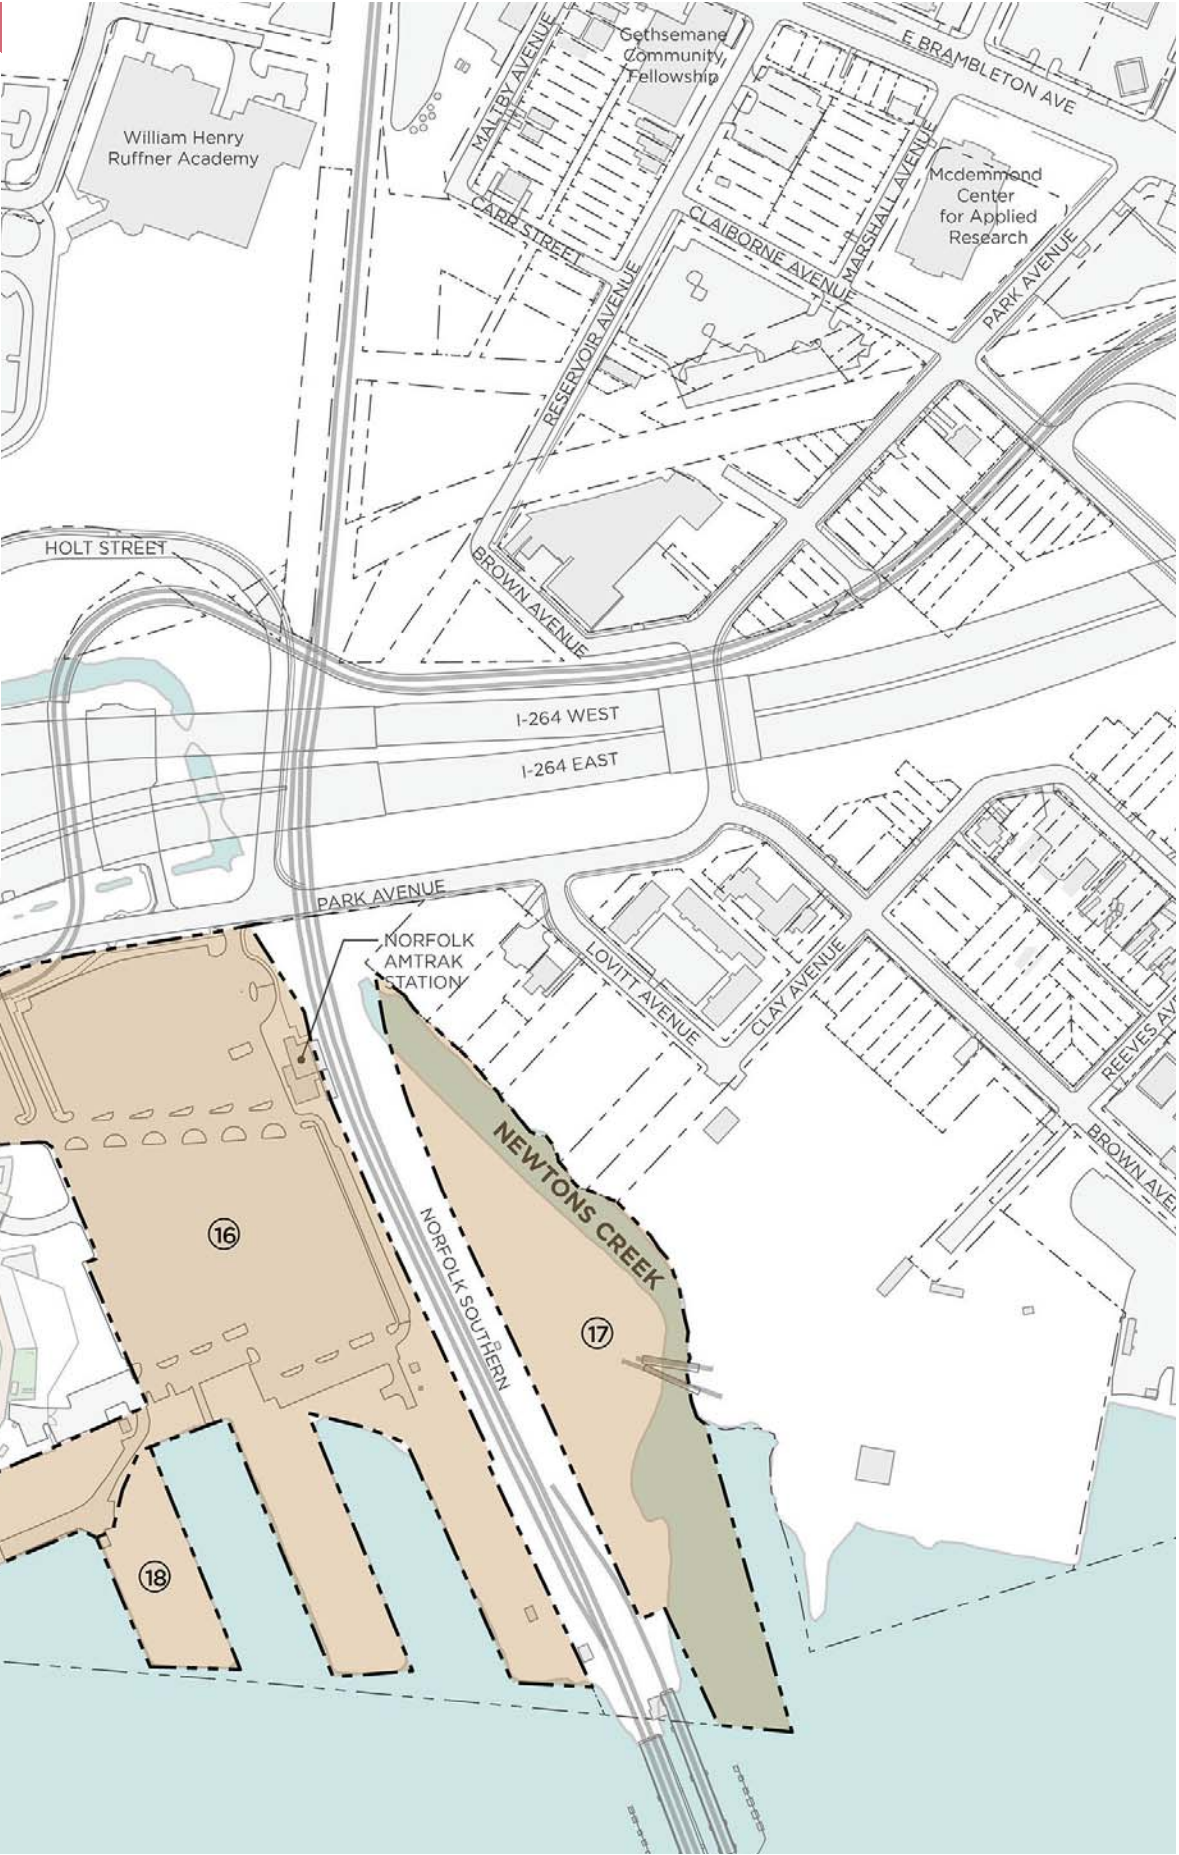 Gethsemane
Community
Fellowship
E BRAMBLETON AVE
MALTBY AVENUE
William Henry
Ruffner Academy
MARSHALL AVENUE
Mcdemmond
Center
for Applied
Research
CARR STREET
CLAIBORNE AVENUE
PARK AVENUE
RESERVOIR AVENUE
HOLT STREET
BROWN AVENUE
I-264 WEST
I-264 EAST
PARK AVENUE
NORFOLK
AMTRAK
STATION
LOVITT AVENUE
CLAY AVENUE
REEVES AV
BROWN AVE
NEWTONS CREEK
16
NORFOLK SOUTHERN
17
18